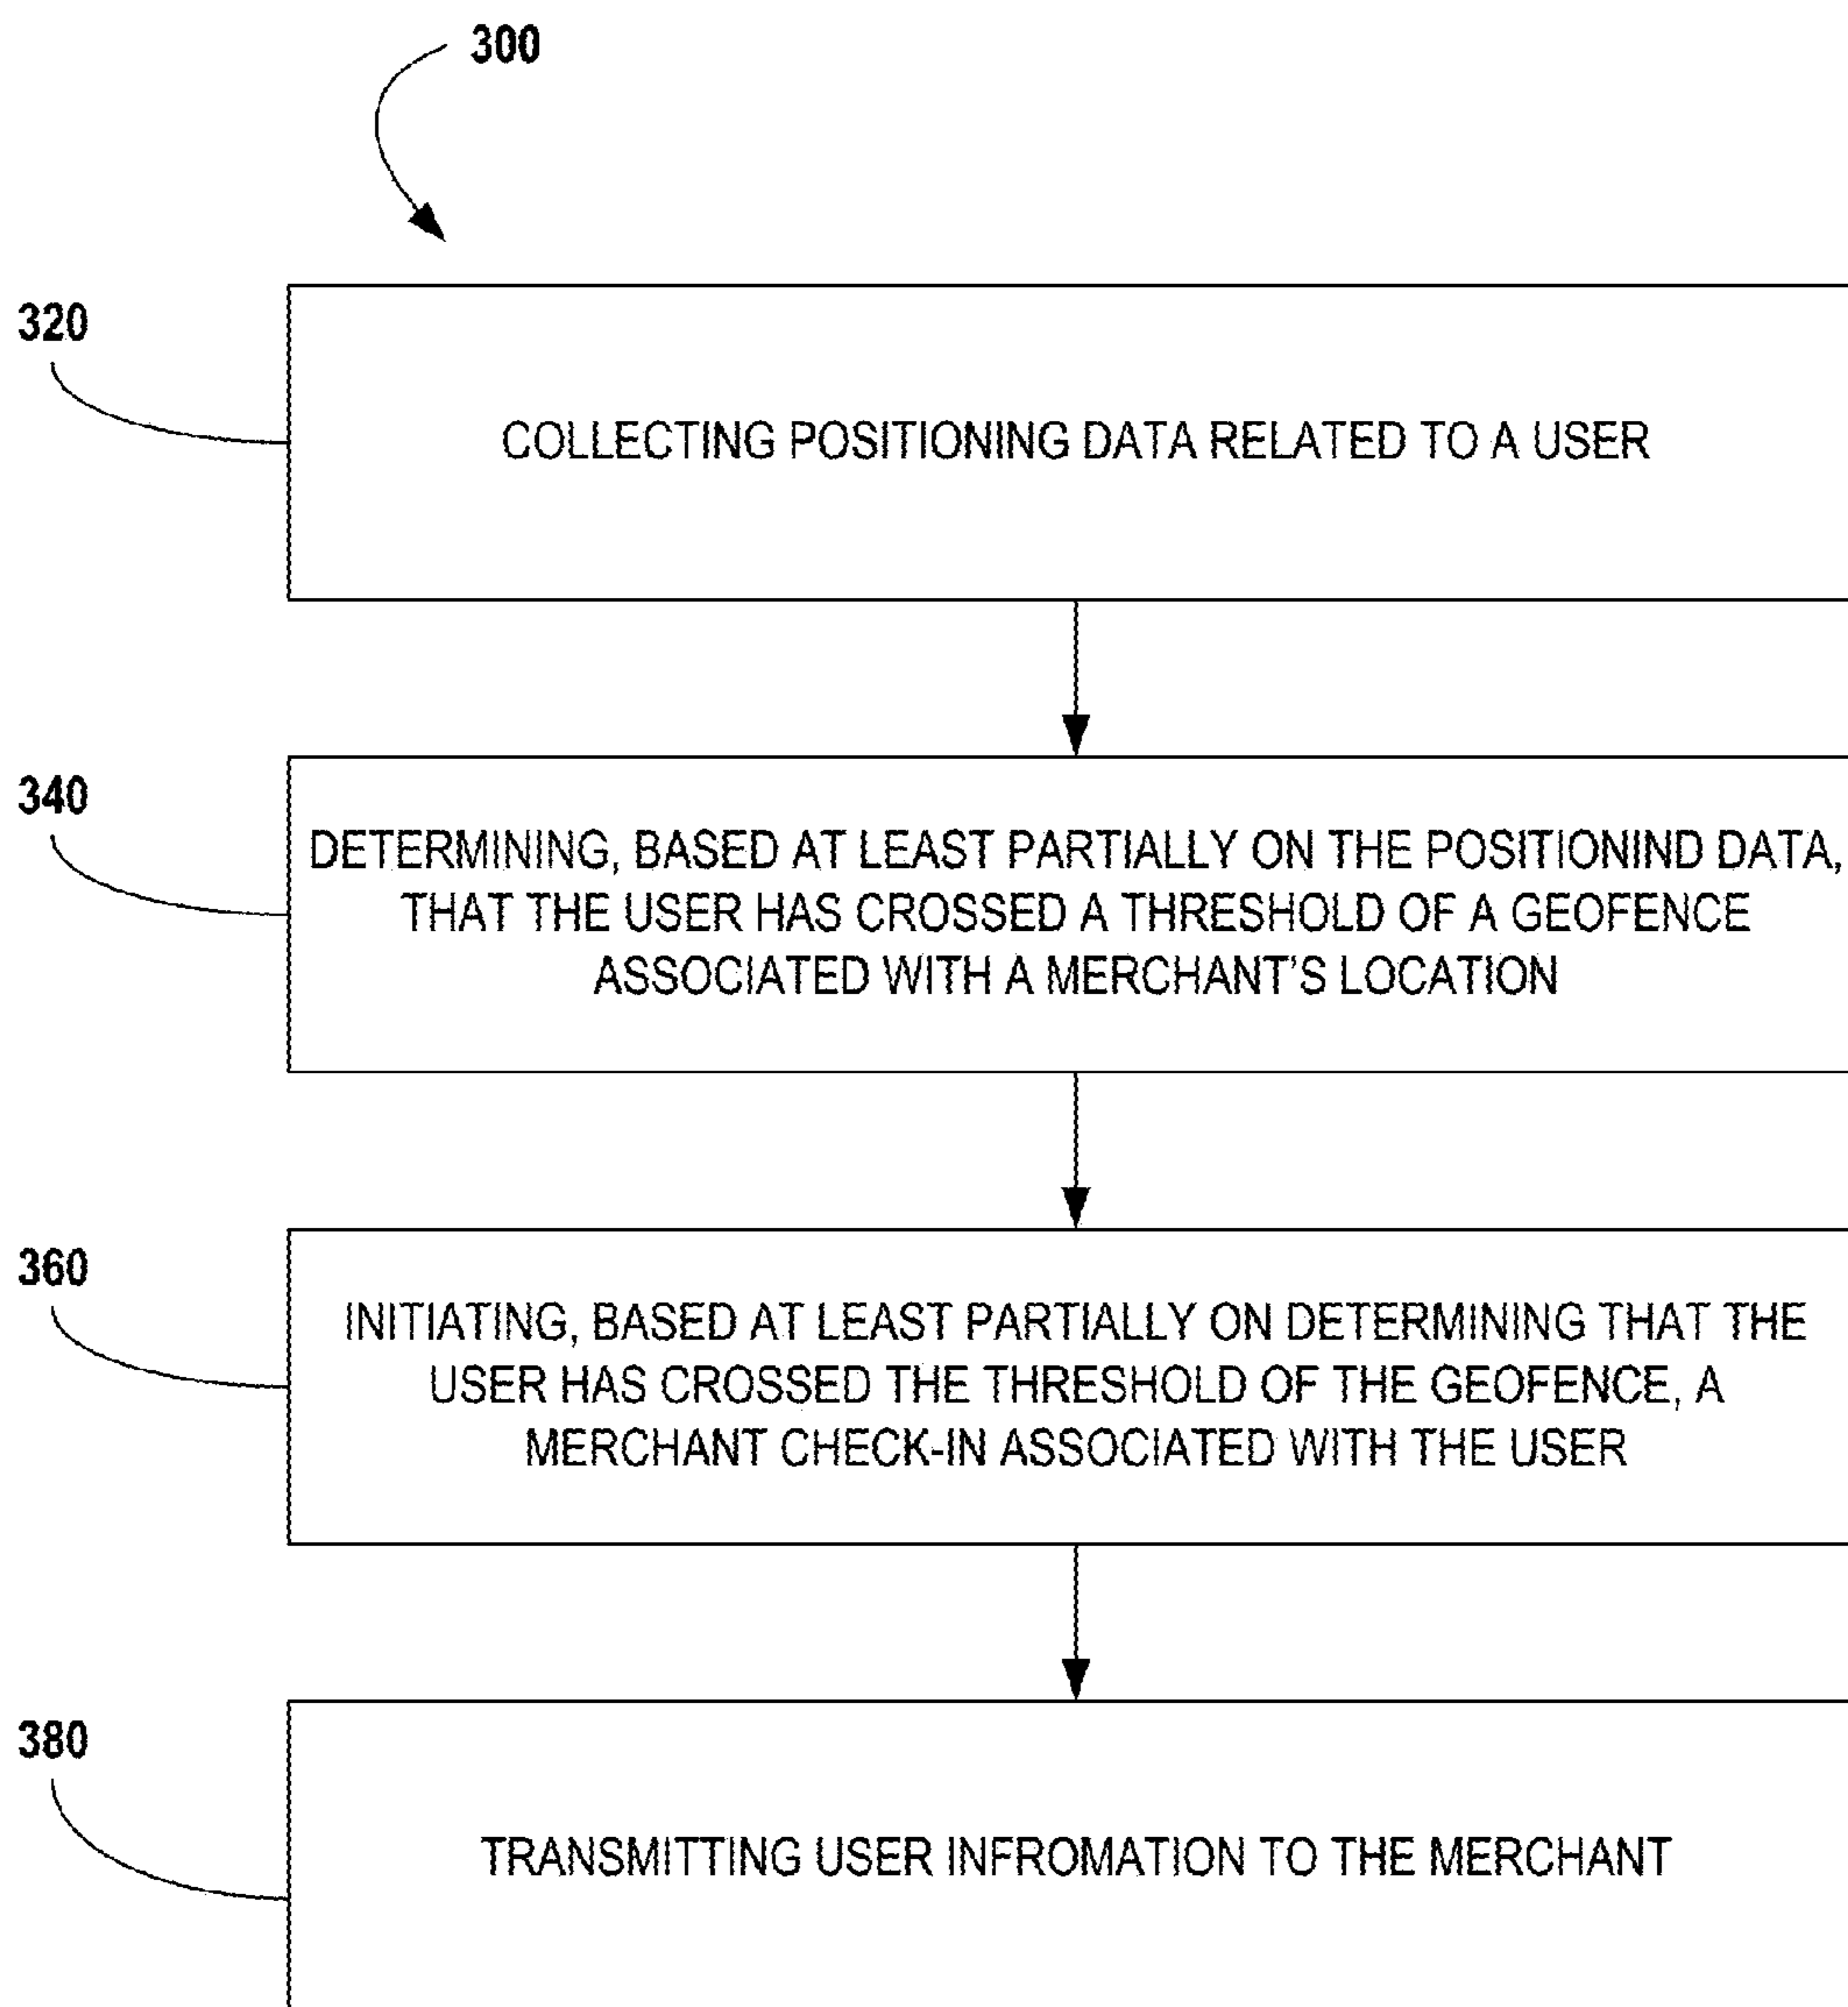 300
320
COLLECTING POSITIONING DATA RELATED TO A USER
340
DETERMINING, BASED AT LEAST PARTIALLY ON THE POSITIONIND DATA,
THAT THE USER HAS CROSSED A THRESHOLD OF A GEOFENCE
ASSOCIATED WITH A MERCHANT'S LOCATION
360
INITIATING, BASED AT LEAST PARTIALLY ON DETERMINING THAT THE
USER HAS CROSSED THE THRESHOLD OF THE GEOFENCE, A
MERCHANT CHECK-IN ASSOCIATED WITH THE USER
380
TRANSMITTING USER INFROMATION TO THE MERCHANT